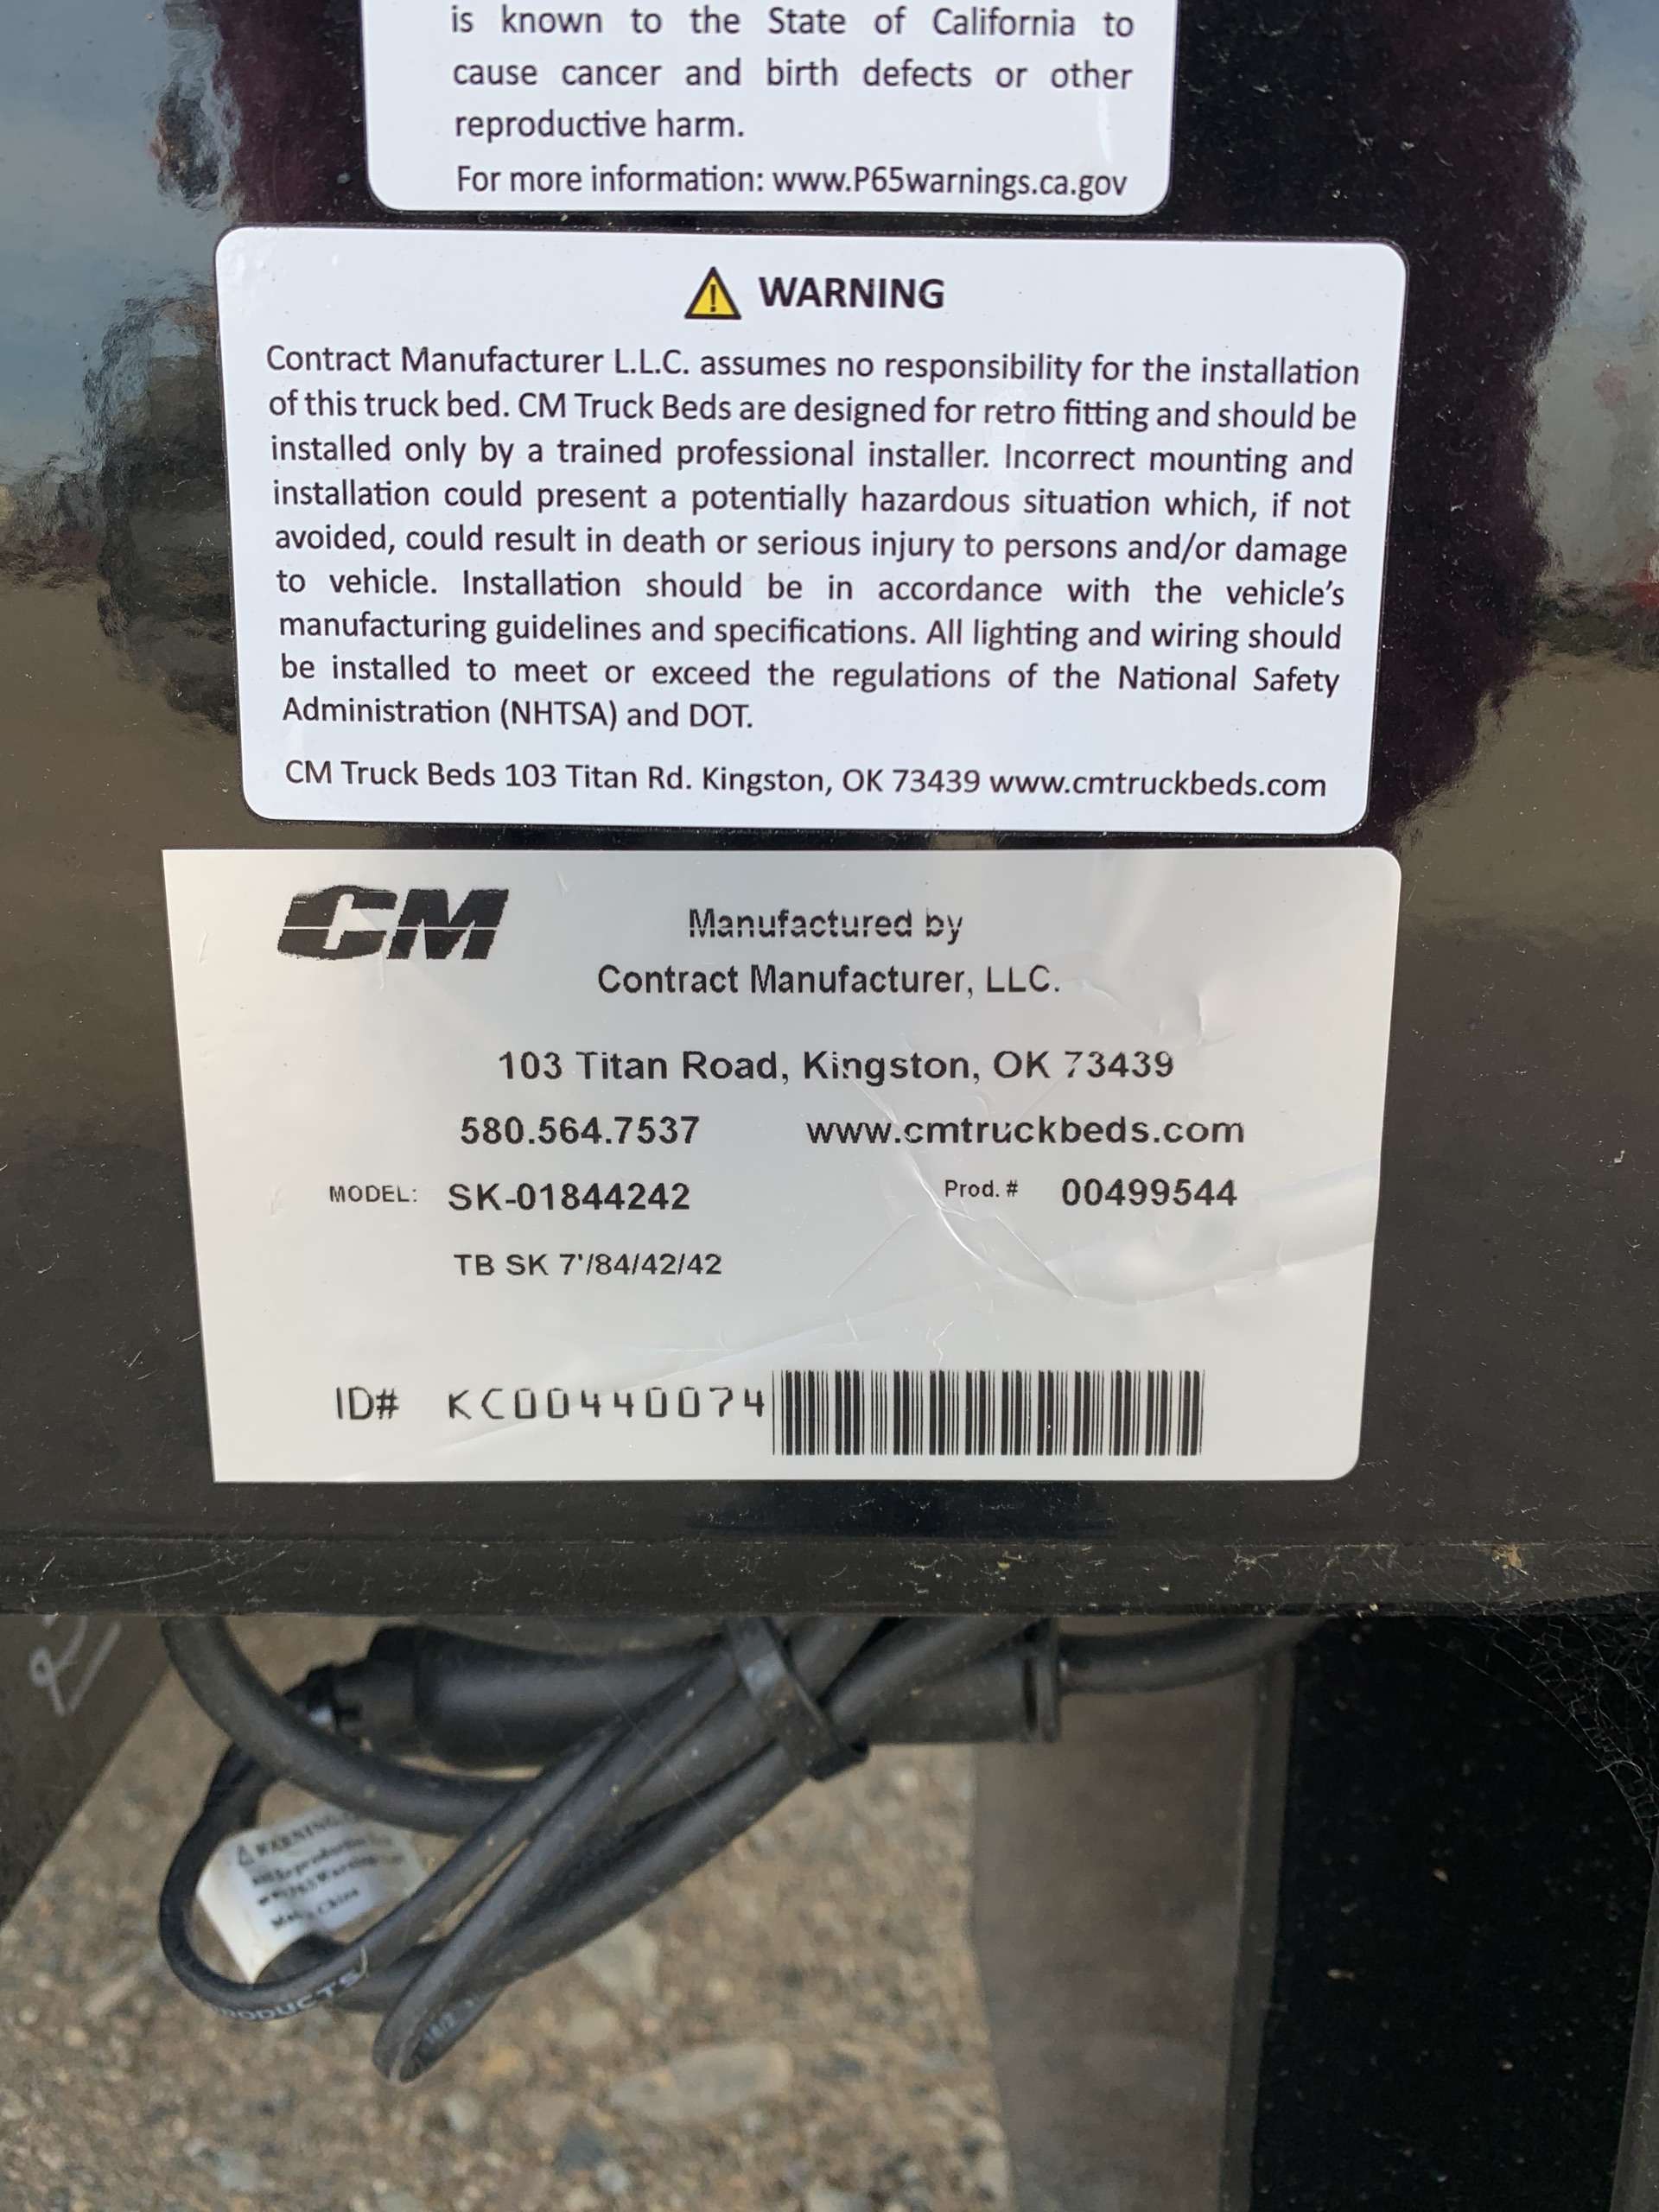 is known to the State of California to
cause cancer and birth defects or other
reproductive harm.
For more information: www.P65warnings.ca.gov
WARNING
Contract Manufacturer L.L.C. assumes no responsibility for the installation
of this truck bed. CM Truck Beds are designed for retro fitting and should be
installed only by a trained professional installer. Incorrect mounting and
installation could present a potentially hazardous situation which, if not
avoided, could result in death or serious injury to persons and/or damage
to vehicle. Installation should be in accordance with the vehicle's
manufacturing guidelines and specifications. All lighting and wiring should
be installed to meet or exceed the regulations of the National Safety
Administration (NHTSA) and DOT.
CM Truck Beds 103 Titan Rd. Kingston, OK 73439 www.cmtruckbeds.com
CM
Manufactured by
Contract Manufacturer, LLC.
103 Titan Road, Kingston, OK 73439
580.564.7537 www.cmtruckbeds.com
MODEL: SK-01844242 Prod. # 00499544
TB SK 7'/84/42/42
ID# KC00440074
WARNING